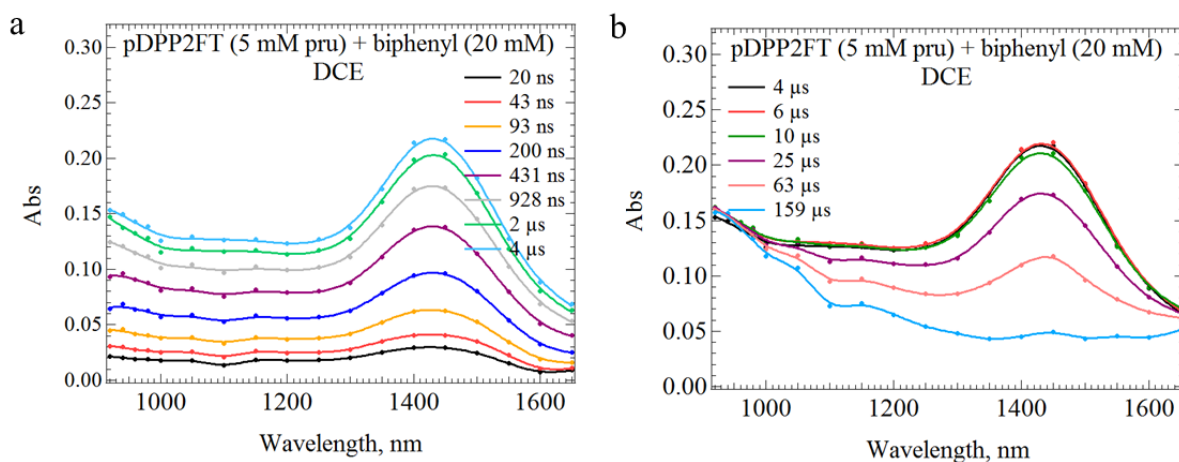 a
pDPP2FT (5 mM pru) + biphenyl (20 mM)
DCE
20 ns
43 ns
93 ns
200 ns
431 ns
928 ns
2 µs
4 µs
0.30
0.25
0.20
0.15
0.10
0.05
0.00
Abs
1000 1200 1400 1600
Wavelength, nm
b
pDPP2FT (5 mM pru) + biphenyl (20 mM)
DCE
4 µs
6 µs
10 µs
25 µs
63 µs
159 µs
0.30
0.25
0.20
0.15
0.10
0.05
0.00
Abs
1000 1200 1400 1600
Wavelength, nm